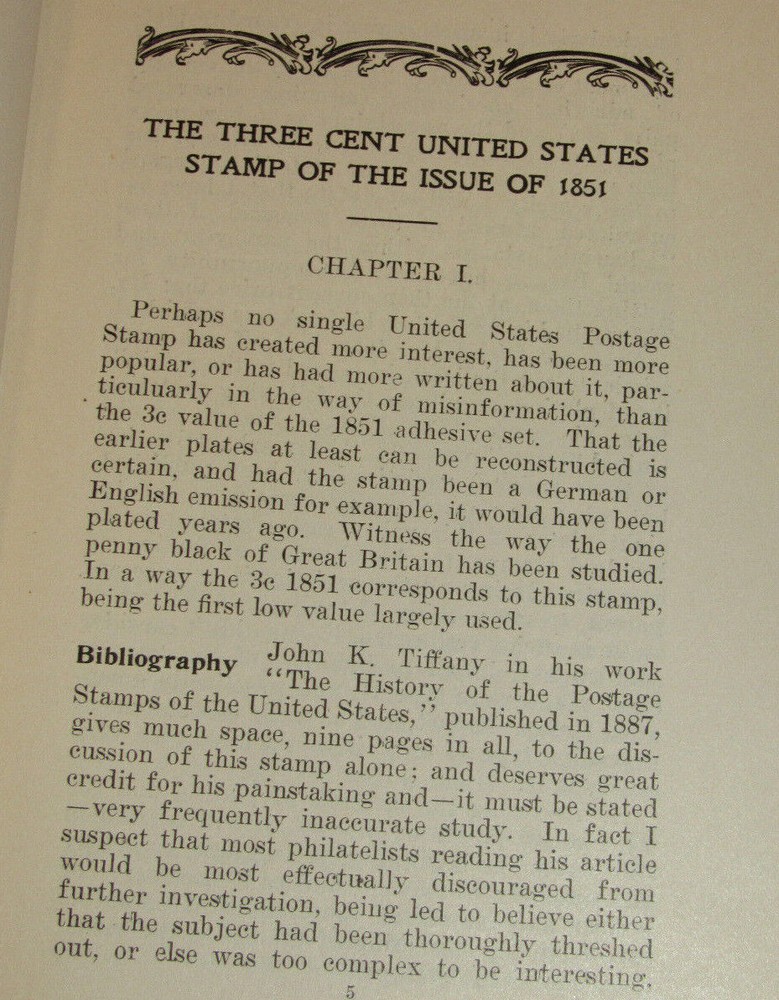 THE THREE CENT UNITED STATES
STAMP OF THE ISSUE OF 1851
CHAPTER I.
Perhaps no single United States Postage
Stamp has created more interest, has been more
popular, or has had more written about it, par-
ticuluarly in the way of misinformation, than
the 3c value of the 1851 adhesive set. That the
earlier plates at least can be reconstructed is
certain, and had the stamp been a German or
English emission for example, it would have been
plated years ago. Witness the way the one
penny black of Great Britain has been studied.
In a way the 3c 1851 corresponds to this stamp,
being the first low value largely used.
Bibliography John K. Tiffany in his work
"The History of the Postage
Stamps of the United States," published in 1887,
gives much space, nine pages in all, to the dis-
cussion of this stamp alone; and deserves great
credit for his painstaking and—it must be stated
—very frequently inaccurate study. In fact I
suspect that most philatelists reading his article
would be most effectually discouraged from
further investigation, being led to believe either
that the subject had been thoroughly threshed
out, or else was too complex to be interesting.
5